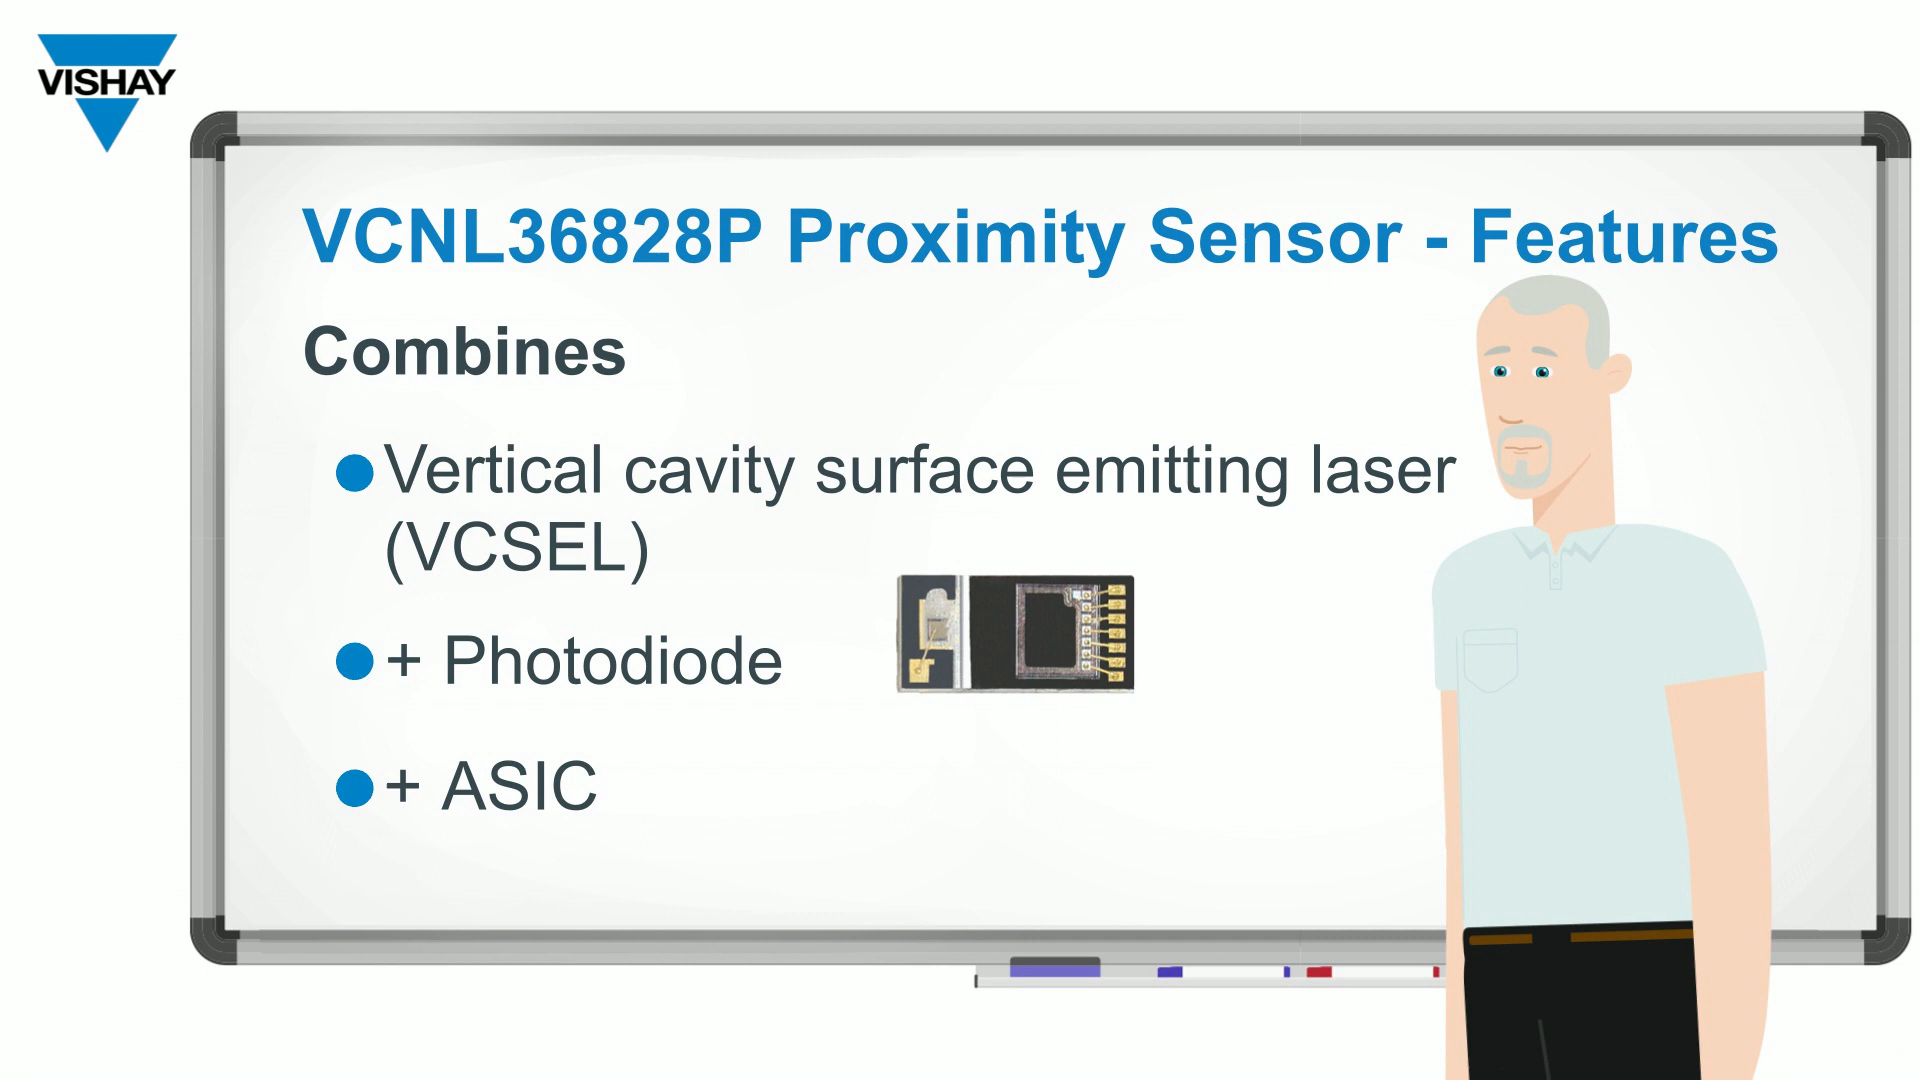 VISHAY
VCNL36828P Proximity Sensor - Features
Combines
Vertical cavity surface emitting laser
(VCSEL)
+ Photodiode
+ ASIC